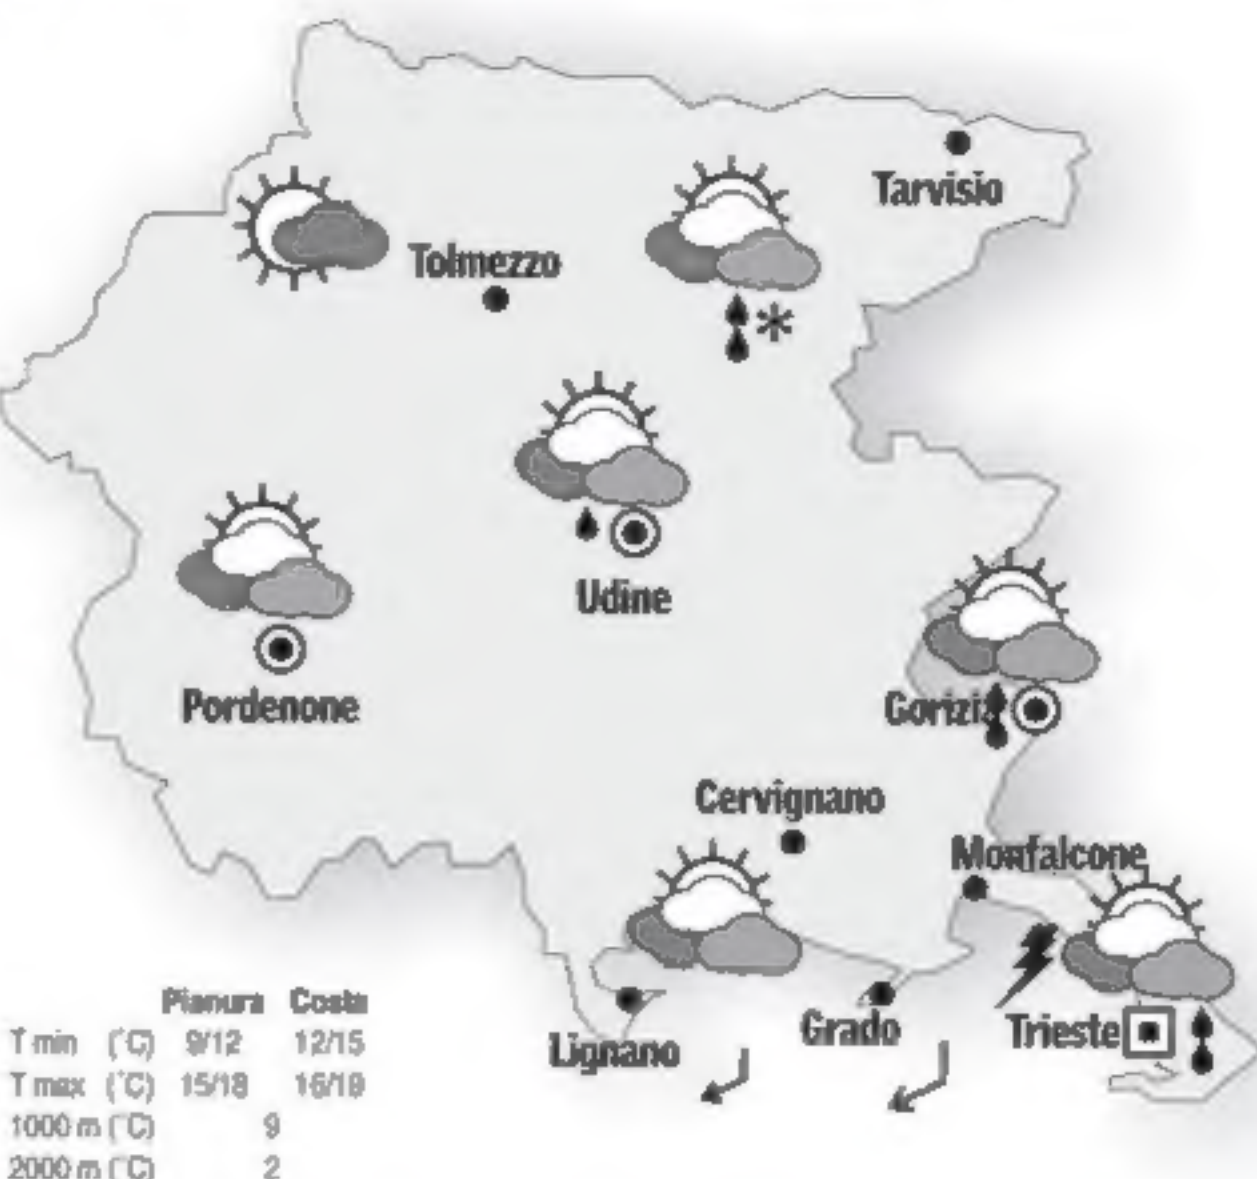 Tarvisio
Tolmezzo
Udine
Pordenone
Gorizia
Cervignano
Monfalcone
Lignano
Grado
Trieste
Pianura Costa
T min (°C) 9/12 12/15
T max (°C) 15/18 16/19
1000 m (°C) 9
2000 m (°C) 2